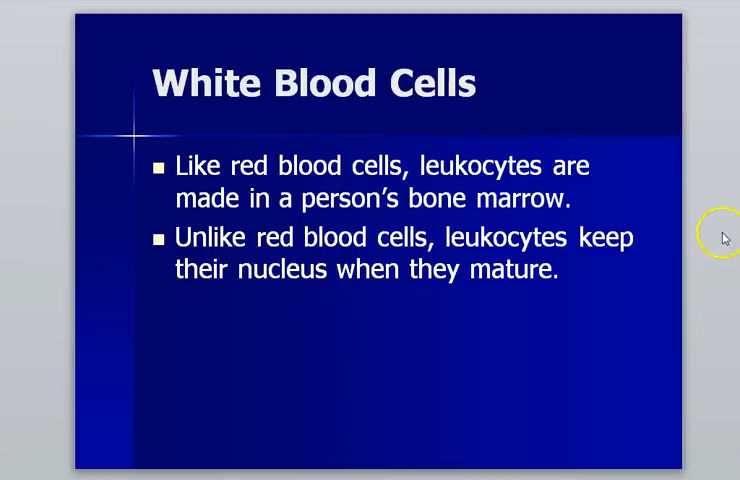 White Blood Cells
Like red blood cells, leukocytes are
made in a person's bone marrow.
Unlike red blood cells, leukocytes keep
their nucleus when they mature.